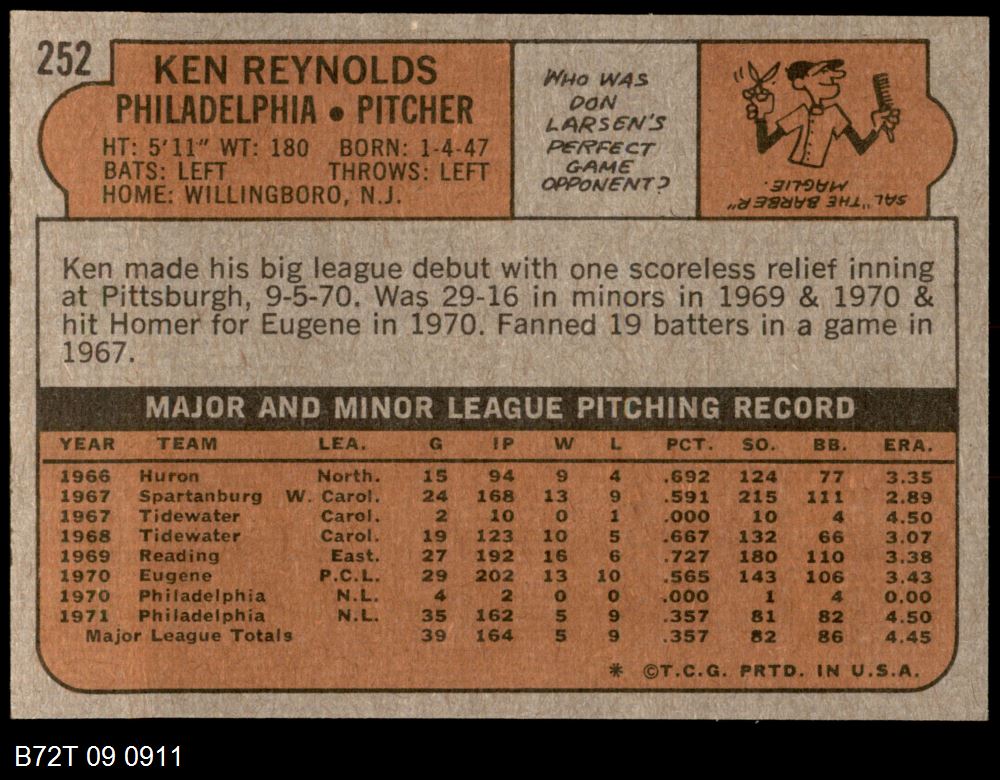 252
KEN REYNOLDS
PHILADELPHIA • PITCHER
HT: 5'11" WT: 180 BORN: 1-4-47
BATS: LEFT THROWS: LEFT
HOME: WILLINGBORO, N.J.
WHO WAS
DON
LARSEN'S
PERFECT
GAME
OPPONENT?
SAL "THE BARBER"
MAGLIE.
Ken made his big league debut with one scoreless relief inning
at Pittsburgh, 9-5-70. Was 29-16 in minors in 1969 & 1970 &
hit Homer for Eugene in 1970. Fanned 19 batters in a game in
1967.
MAJOR AND MINOR LEAGUE PITCHING RECORD
YEAR TEAM LEA. G IP W L PCT. SO. BB. ERA.
1966 Huron North. 15 94 9 4 .692 124 77 3.35
1967 Spartanburg W. Carol. 24 168 13 9 .591 215 111 2.89
1967 Tidewater Carol. 2 10 0 1 .000 10 4 4.50
1968 Tidewater Carol. 19 123 10 5 .667 132 66 3.07
1969 Reading East. 27 192 16 6 .727 180 110 3.38
1970 Eugene P.C.L. 29 202 13 10 .565 143 106 3.43
1970 Philadelphia N.L. 4 2 0 0 .000 1 4 0.00
1971 Philadelphia N.L. 35 162 5 9 .357 81 82 4.50
Major League Totals 39 164 5 9 .357 82 86 4.45
* ©T.C.G. PRTD. IN U.S.A.
B72T 09 0911